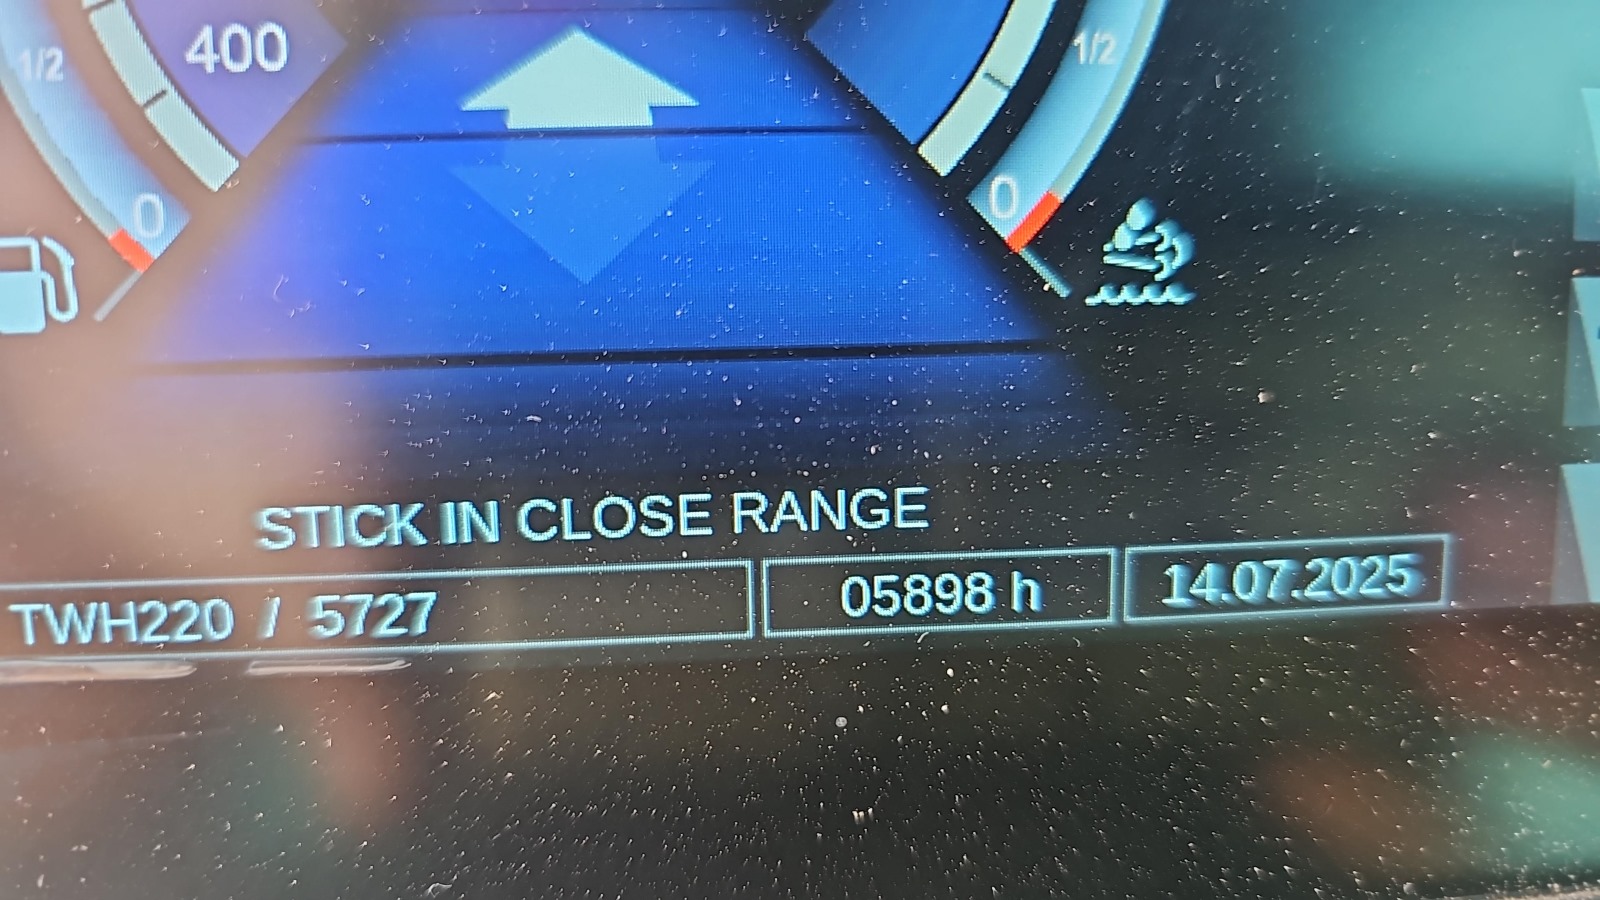 400
1/2
1/2
0
0
STICK IN CLOSE RANGE
TWH220 / 5727
05898 h
14.07.2025